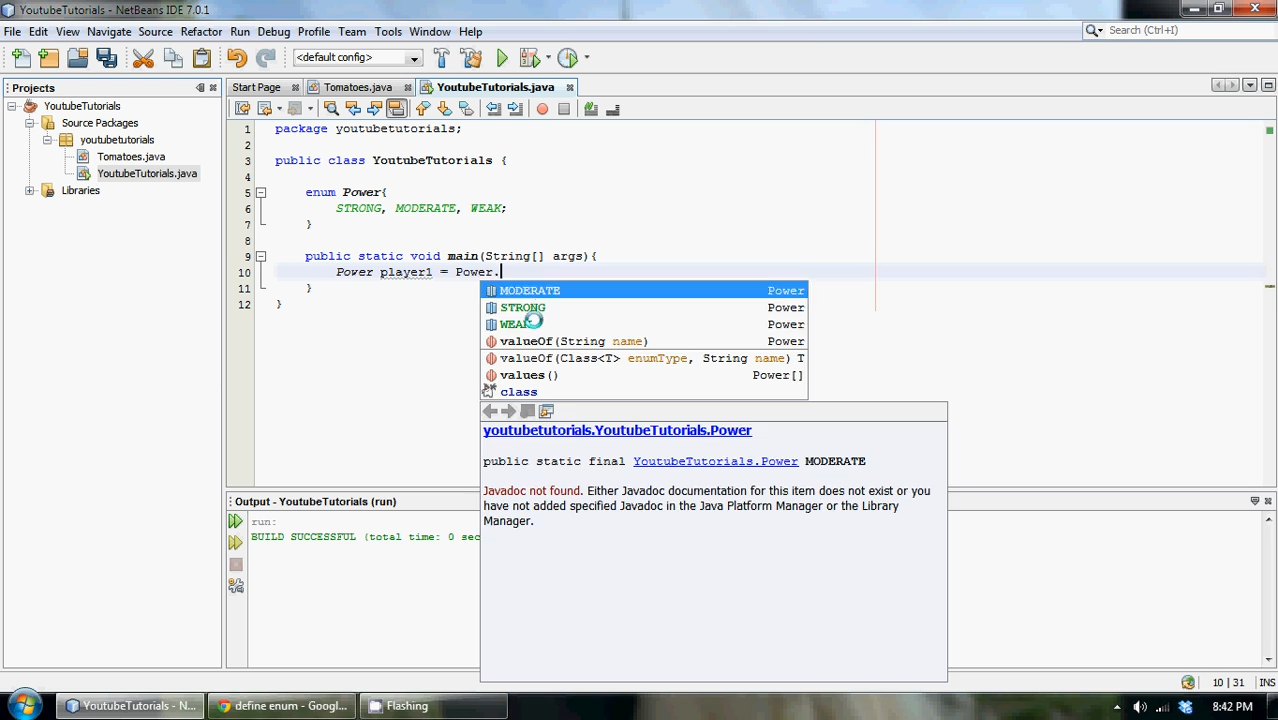 YoutubeTutorials - NetBeans IDE 7.0.1
File Edit View Navigate Source Refactor Run Debug Profile Team Tools Window Help
Search (Ctrl+I)
<default config>
Projects
Start Page Tomatoes.java YoutubeTutorials.java
YoutubeTutorials
Source Packages
youtubetutorials
Tomatoes.java
YoutubeTutorials.java
Libraries
1 package youtubetutorials;
2
3 public class YoutubeTutorials {
4
5 enum Power{
6 STRONG, MODERATE, WEAK;
7 }
8
9 public static void main(String[] args){
10 Power player1 = Power.
11 }
12 }
MODERATE Power
STRONG Power
WEAK Power
valueOf(String name) Power
valueOf(Class<T> enumType, String name) T
values() Power[]
class
youtubetutorials.YoutubeTutorials.Power
public static final YoutubeTutorials.Power MODERATE
Javadoc not found. Either Javadoc documentation for this item does not exist or you
have not added specified Javadoc in the Java Platform Manager or the Library
Manager.
Output - YoutubeTutorials (run)
run:
BUILD SUCCESSFUL (total time: 0 sec
10 | 31 INS
YoutubeTutorials - N... define enum - Googl... Flashing 8:42 PM